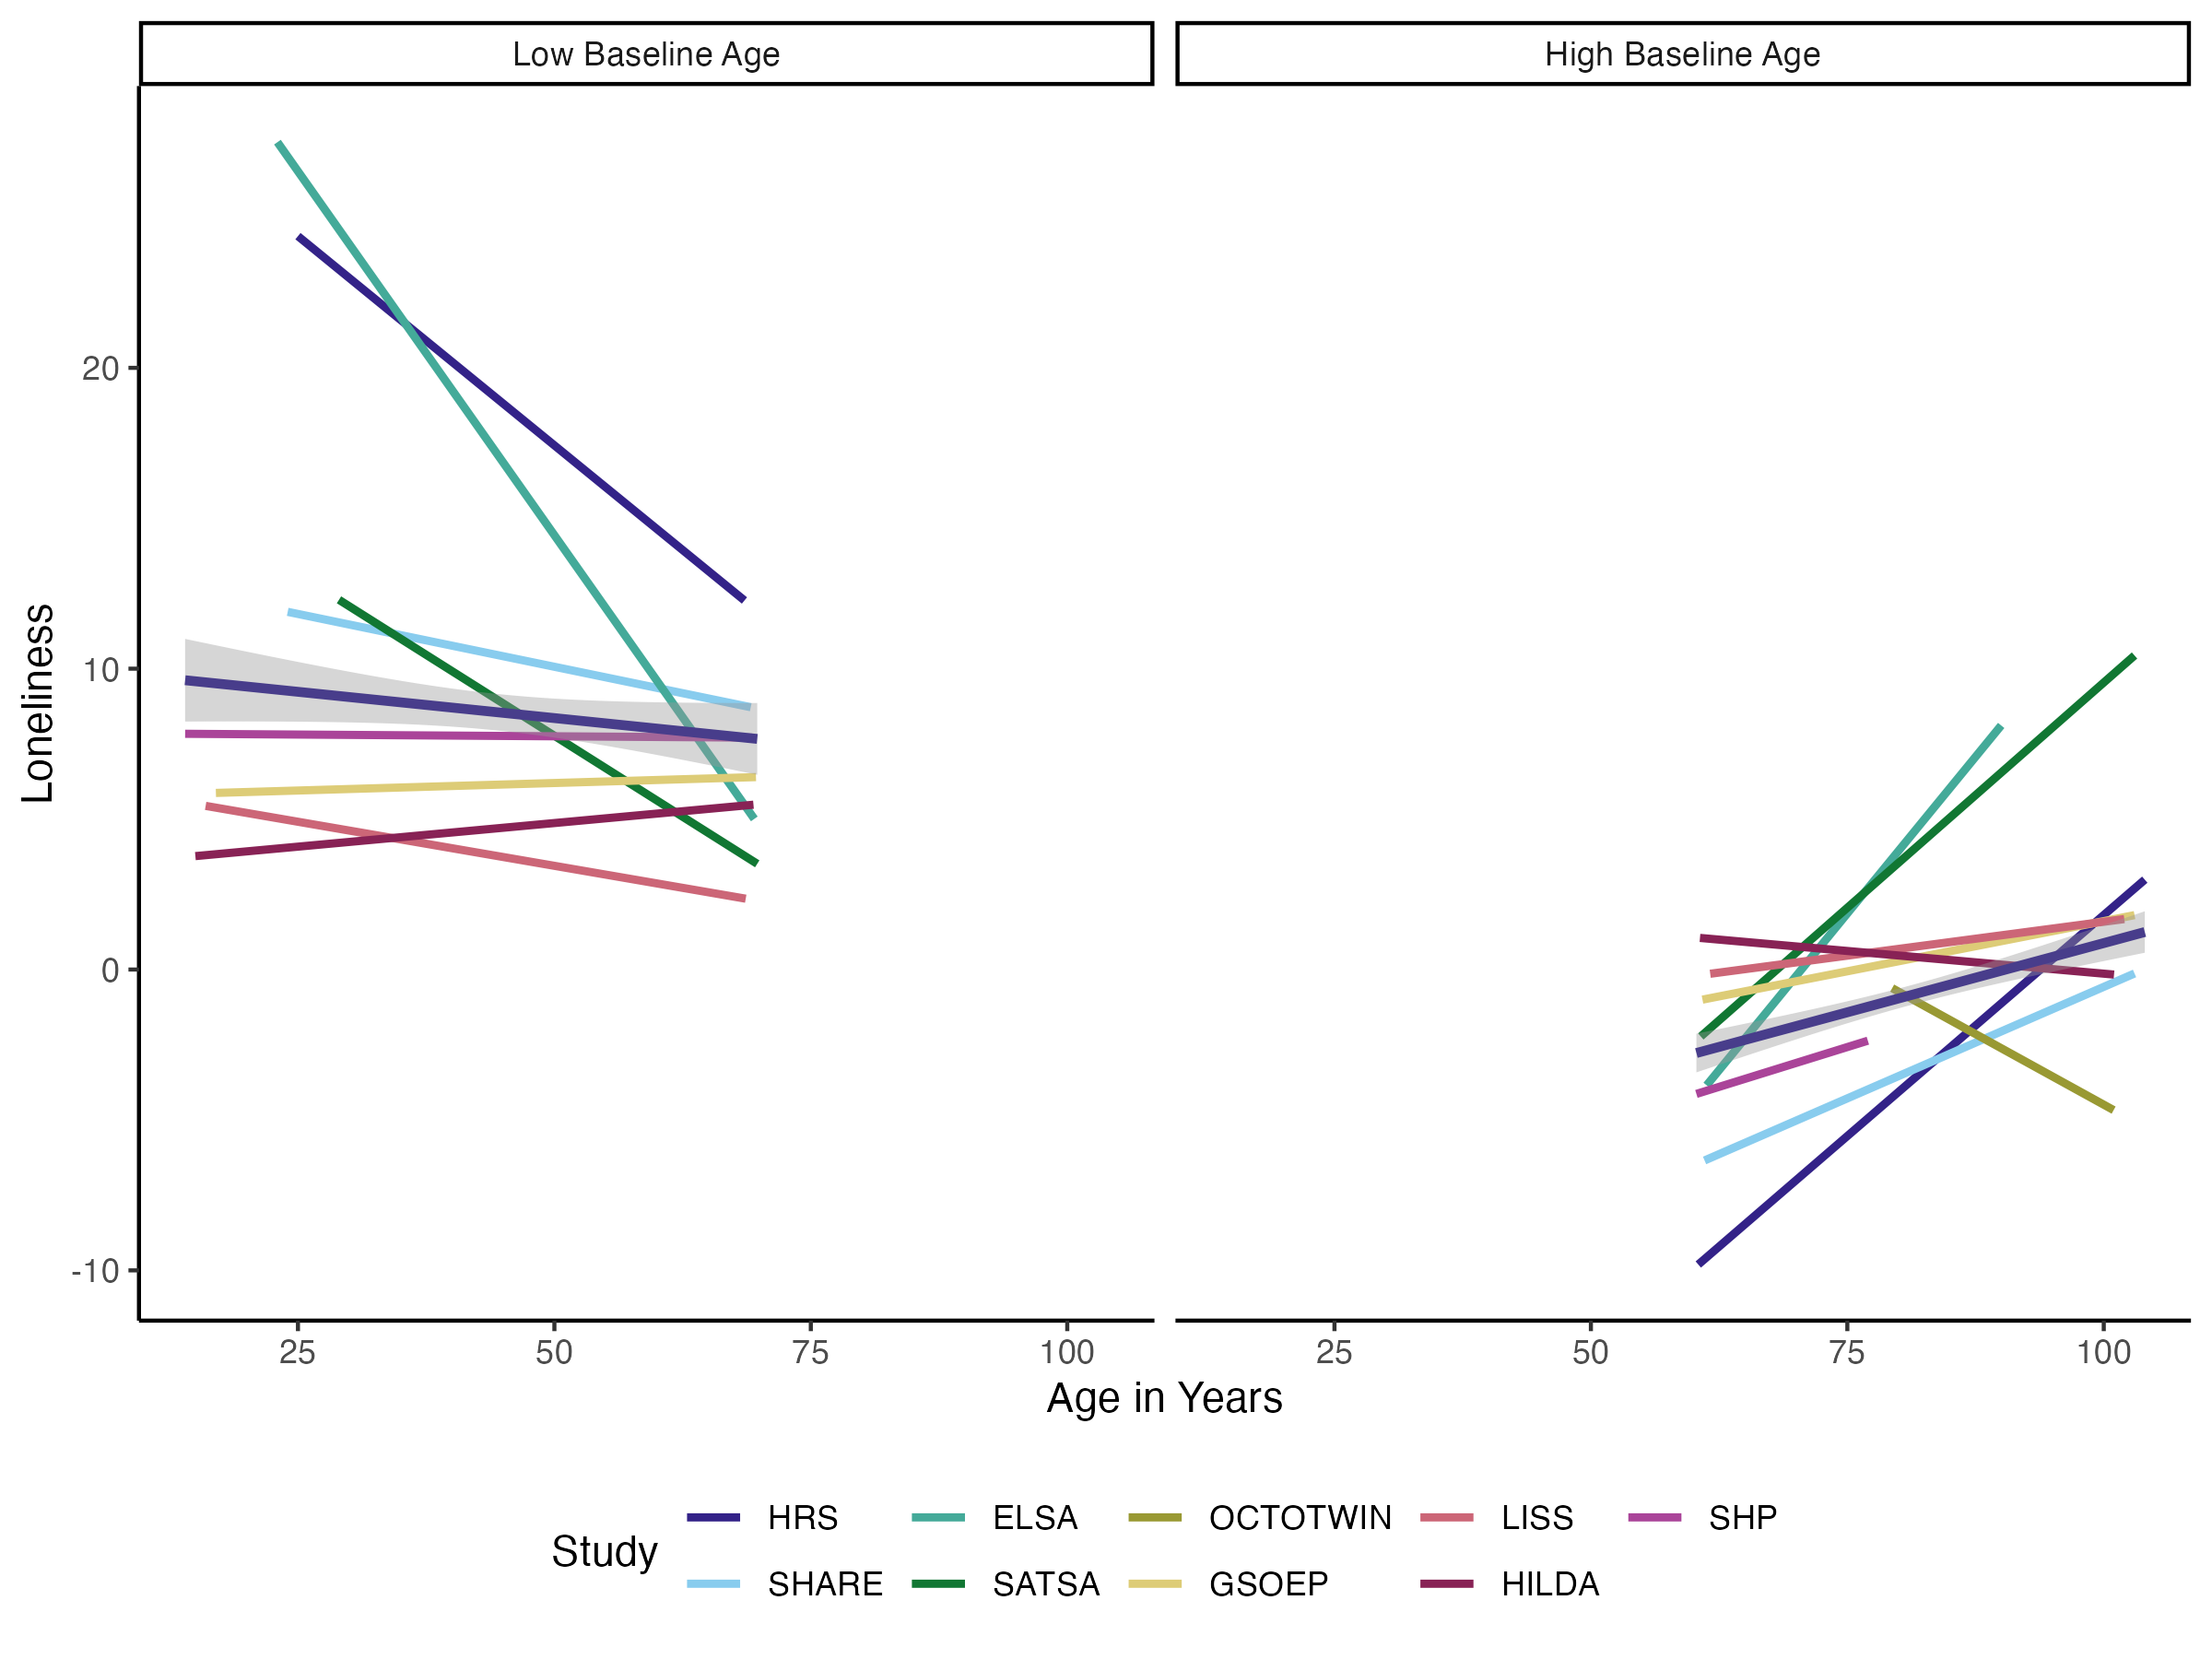 Low Baseline Age
High Baseline Age
Loneliness
20
10
0
-10
25 50 75 100
25 50 75 100
Age in Years
Study
HRS ELSA OCTOTWIN LISS SHP
SHARE SATSA GSOEP HILDA